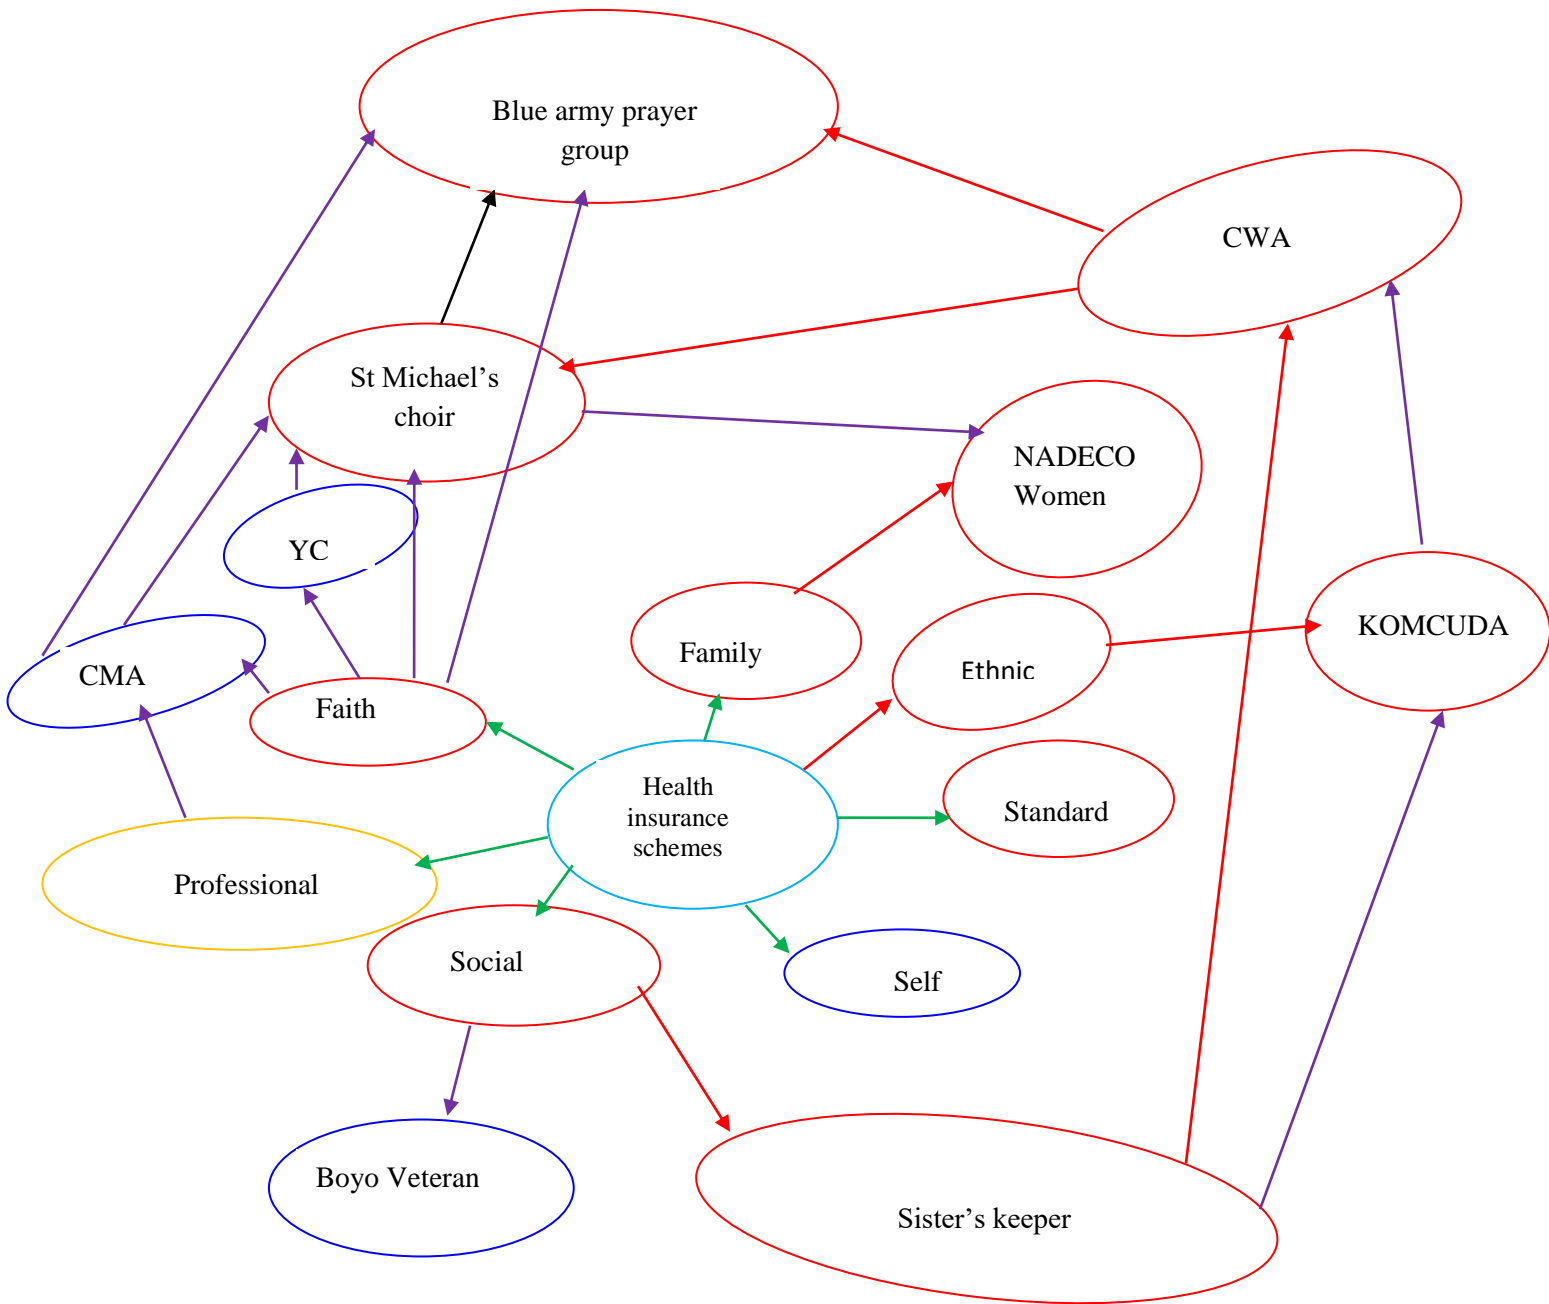 Blue army prayer
group
CWA
St Michael’s
choir
NADECO
Women
YC
KOMCUDA
Family
Ethnic
CMA
Faith
Health
insurance
schemes
Standard
Professional
Social
Self
Boyo Veteran
Sister’s keeper